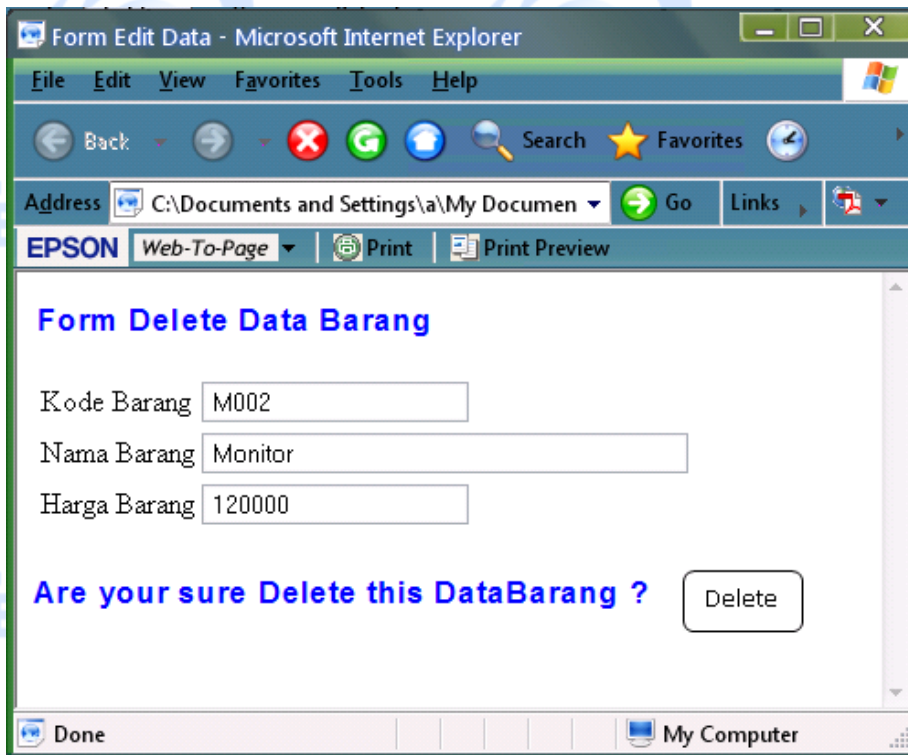 Form Edit Data - Microsoft Internet Explorer
File Edit View Favorites Tools Help
Back Search Favorites
Address C:\Documents and Settings\a\My Documen Go Links
EPSON Web-To-Page Print Print Preview
Form Delete Data Barang
Kode Barang M002
Nama Barang Monitor
Harga Barang 120000
Are your sure Delete this DataBarang ? Delete
Done My Computer